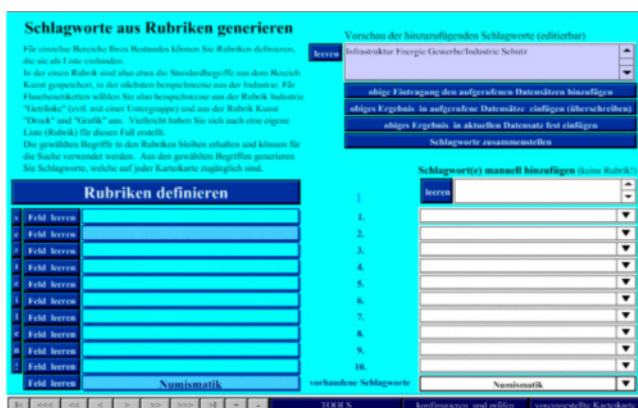 Schlagworte aus Rubriken generieren
Für einzelne Bereiche Ihres Bestandes können Sie Rubriken definieren,
die sie als Liste einbinden.
In der einen Rubrik sind also etwa die Standardbegriffe aus dem Bereich
Kunst gespeichert, in der nächsten beispielsweise aus der Industrie. Für
Flaschenetiketten wählen Sie also beispielsweise aus der Rubrik Industrie
"Getränke" (evtl. mit einer Untergruppe) und aus der Rubrik Kunst
"Druck" und "Grafik" aus. Vielleicht haben Sie sich auch eine eigene
Liste (Rubrik) für diesen Fall erstellt.
Die gewählten Begriffe in den Rubriken bleiben erhalten und können für
die Suche verwendet werden. Aus den gewählten Begriffen generieren
Sie Schlagworte, welche auf jeder Karteikarte zugänglich sind.
Vorschau der hinzuzufügenden Schlagworte (editierbar)
leeren
Infrastruktur Energie Gewerbe/Industrie Schutz
obige Eintragung den aufgerufenen Datensätzen hinzufügen
obiges Ergebnis in aufgerufene Datensätze einfügen (überschreiben)
obiges Ergebnis in aktuellen Datensatz fest einfügen
Schlagworte zusammenstellen
Schlagwort(e) manuell hinzufügen (keine Rubrik!)
leeren
Rubriken definieren
Feld leeren 1.
Feld leeren 2.
Feld leeren 3.
Feld leeren 4.
Feld leeren 5.
Feld leeren 6.
Feld leeren 7.
Feld leeren 8.
Feld leeren 9.
Feld leeren 10.
Feld leeren Numismatik vorhandene Schlagworte Numismatik
|< <<< << < > >> >>> >| + - TOOLS konfigurieren und prüfen voreingestellte Karteikarte